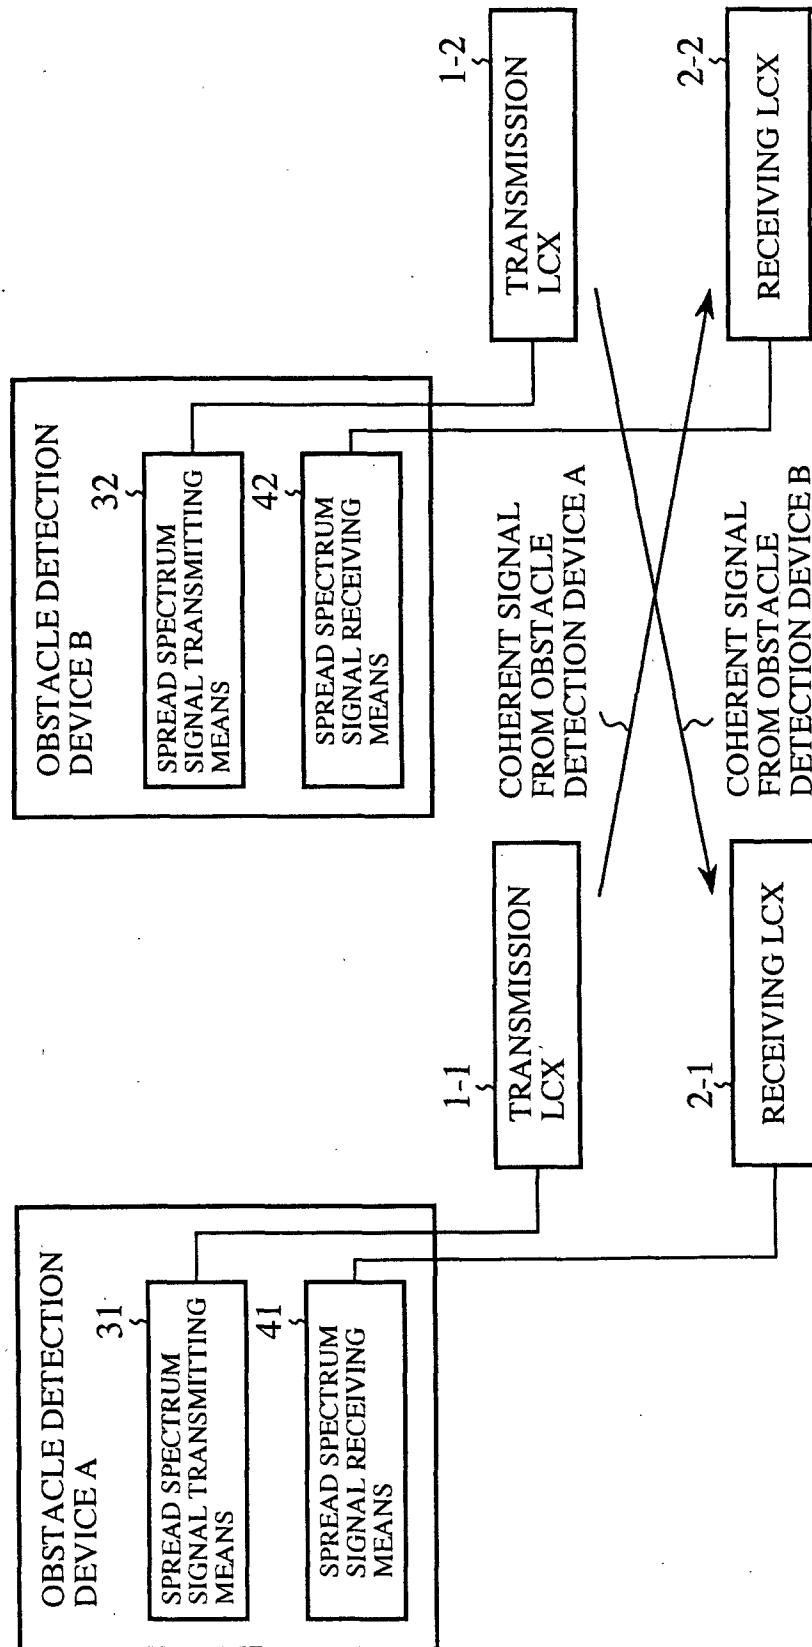 OBSTACLE DETECTION
DEVICE A
31
SPREAD SPECTRUM
SIGNAL TRANSMITTING
MEANS
41
SPREAD SPECTRUM
SIGNAL RECEIVING
MEANS
1-1
TRANSMISSION
LCX
2-1
RECEIVING LCX
OBSTACLE DETECTION
DEVICE B
32
SPREAD SPECTRUM
SIGNAL TRANSMITTING
MEANS
42
SPREAD SPECTRUM
SIGNAL RECEIVING
MEANS
COHERENT SIGNAL
FROM OBSTACLE
DETECTION DEVICE A
COHERENT SIGNAL
FROM OBSTACLE
DETECTION DEVICE B
1-2
TRANSMISSION
LCX
2-2
RECEIVING LCX